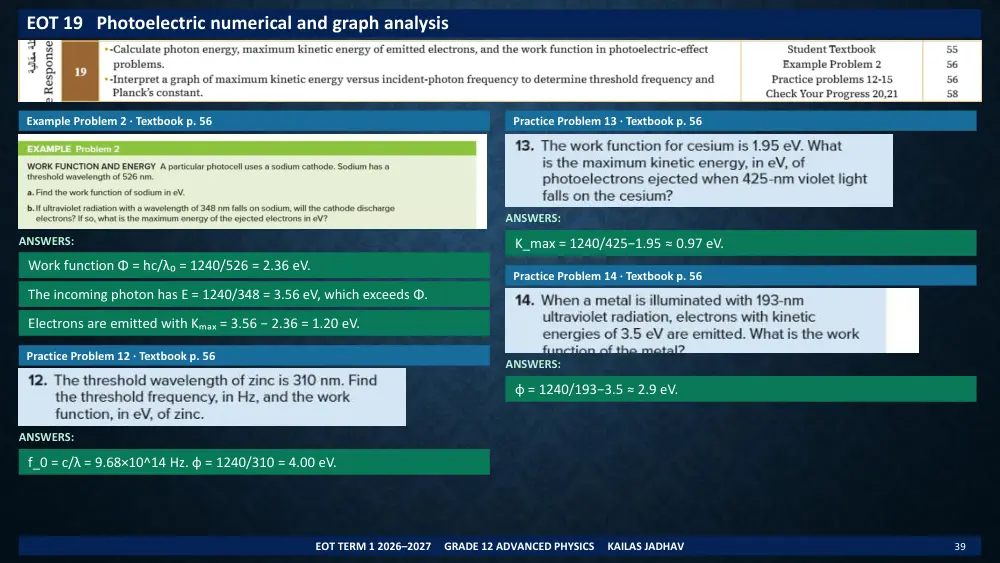 EOT 19 Photoelectric numerical and graph analysis
Response
19
•-Calculate photon energy, maximum kinetic energy of emitted electrons, and the work function in photoelectric-effect
problems.
•-Interpret a graph of maximum kinetic energy versus incident-photon frequency to determine threshold frequency and
Planck's constant.
Student Textbook 55
Example Problem 2 56
Practice problems 12-15 56
Check Your Progress 20,21 58
Example Problem 2 · Textbook p. 56
EXAMPLE Problem 2
WORK FUNCTION AND ENERGY A particular photocell uses a sodium cathode. Sodium has a
threshold wavelength of 526 nm.
a. Find the work function of sodium in eV.
b. If ultraviolet radiation with a wavelength of 348 nm falls on sodium, will the cathode discharge
electrons? If so, what is the maximum energy of the ejected electrons in eV?
ANSWERS:
Work function Φ = hc/λ₀ = 1240/526 = 2.36 eV.
The incoming photon has E = 1240/348 = 3.56 eV, which exceeds Φ.
Electrons are emitted with Kₘₐₓ = 3.56 − 2.36 = 1.20 eV.
Practice Problem 12 · Textbook p. 56
12. The threshold wavelength of zinc is 310 nm. Find
the threshold frequency, in Hz, and the work
function, in eV, of zinc.
ANSWERS:
f_0 = c/λ = 9.68×10^14 Hz. ϕ = 1240/310 = 4.00 eV.
Practice Problem 13 · Textbook p. 56
13. The work function for cesium is 1.95 eV. What
is the maximum kinetic energy, in eV, of
photoelectrons ejected when 425-nm violet light
falls on the cesium?
ANSWERS:
K_max = 1240/425−1.95 ≈ 0.97 eV.
Practice Problem 14 · Textbook p. 56
14. When a metal is illuminated with 193-nm
ultraviolet radiation, electrons with kinetic
energies of 3.5 eV are emitted. What is the work
function of the metal?
ANSWERS:
ϕ = 1240/193−3.5 ≈ 2.9 eV.
EOT TERM 1 2026–2027 GRADE 12 ADVANCED PHYSICS KAILAS JADHAV
39